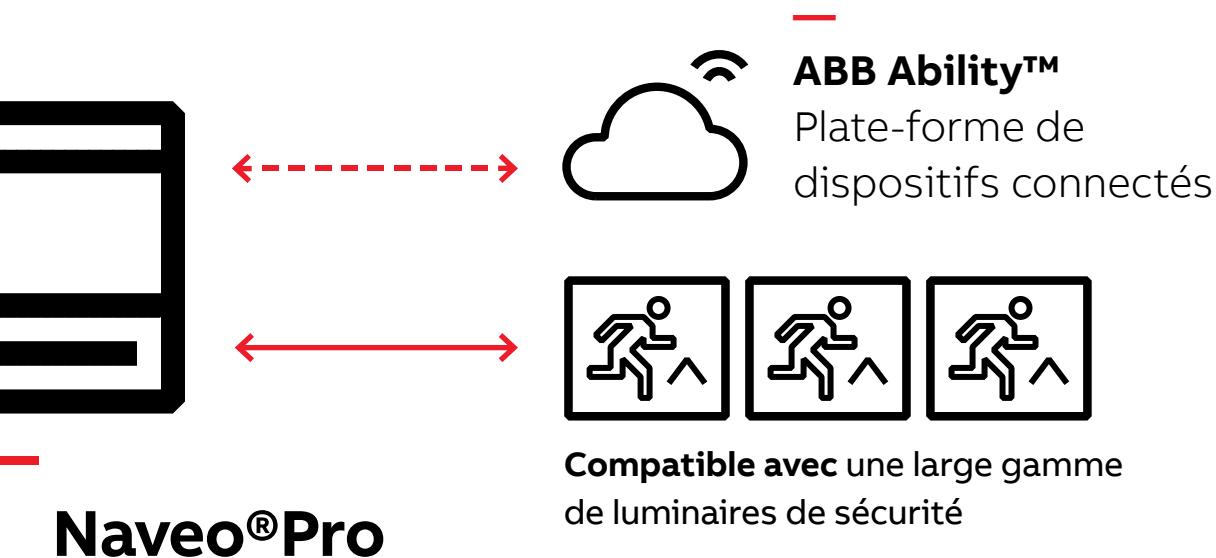 ABB Ability™
Plate-forme de
dispositifs connectés
Compatible avec une large gamme
de luminaires de sécurité
Naveo®Pro